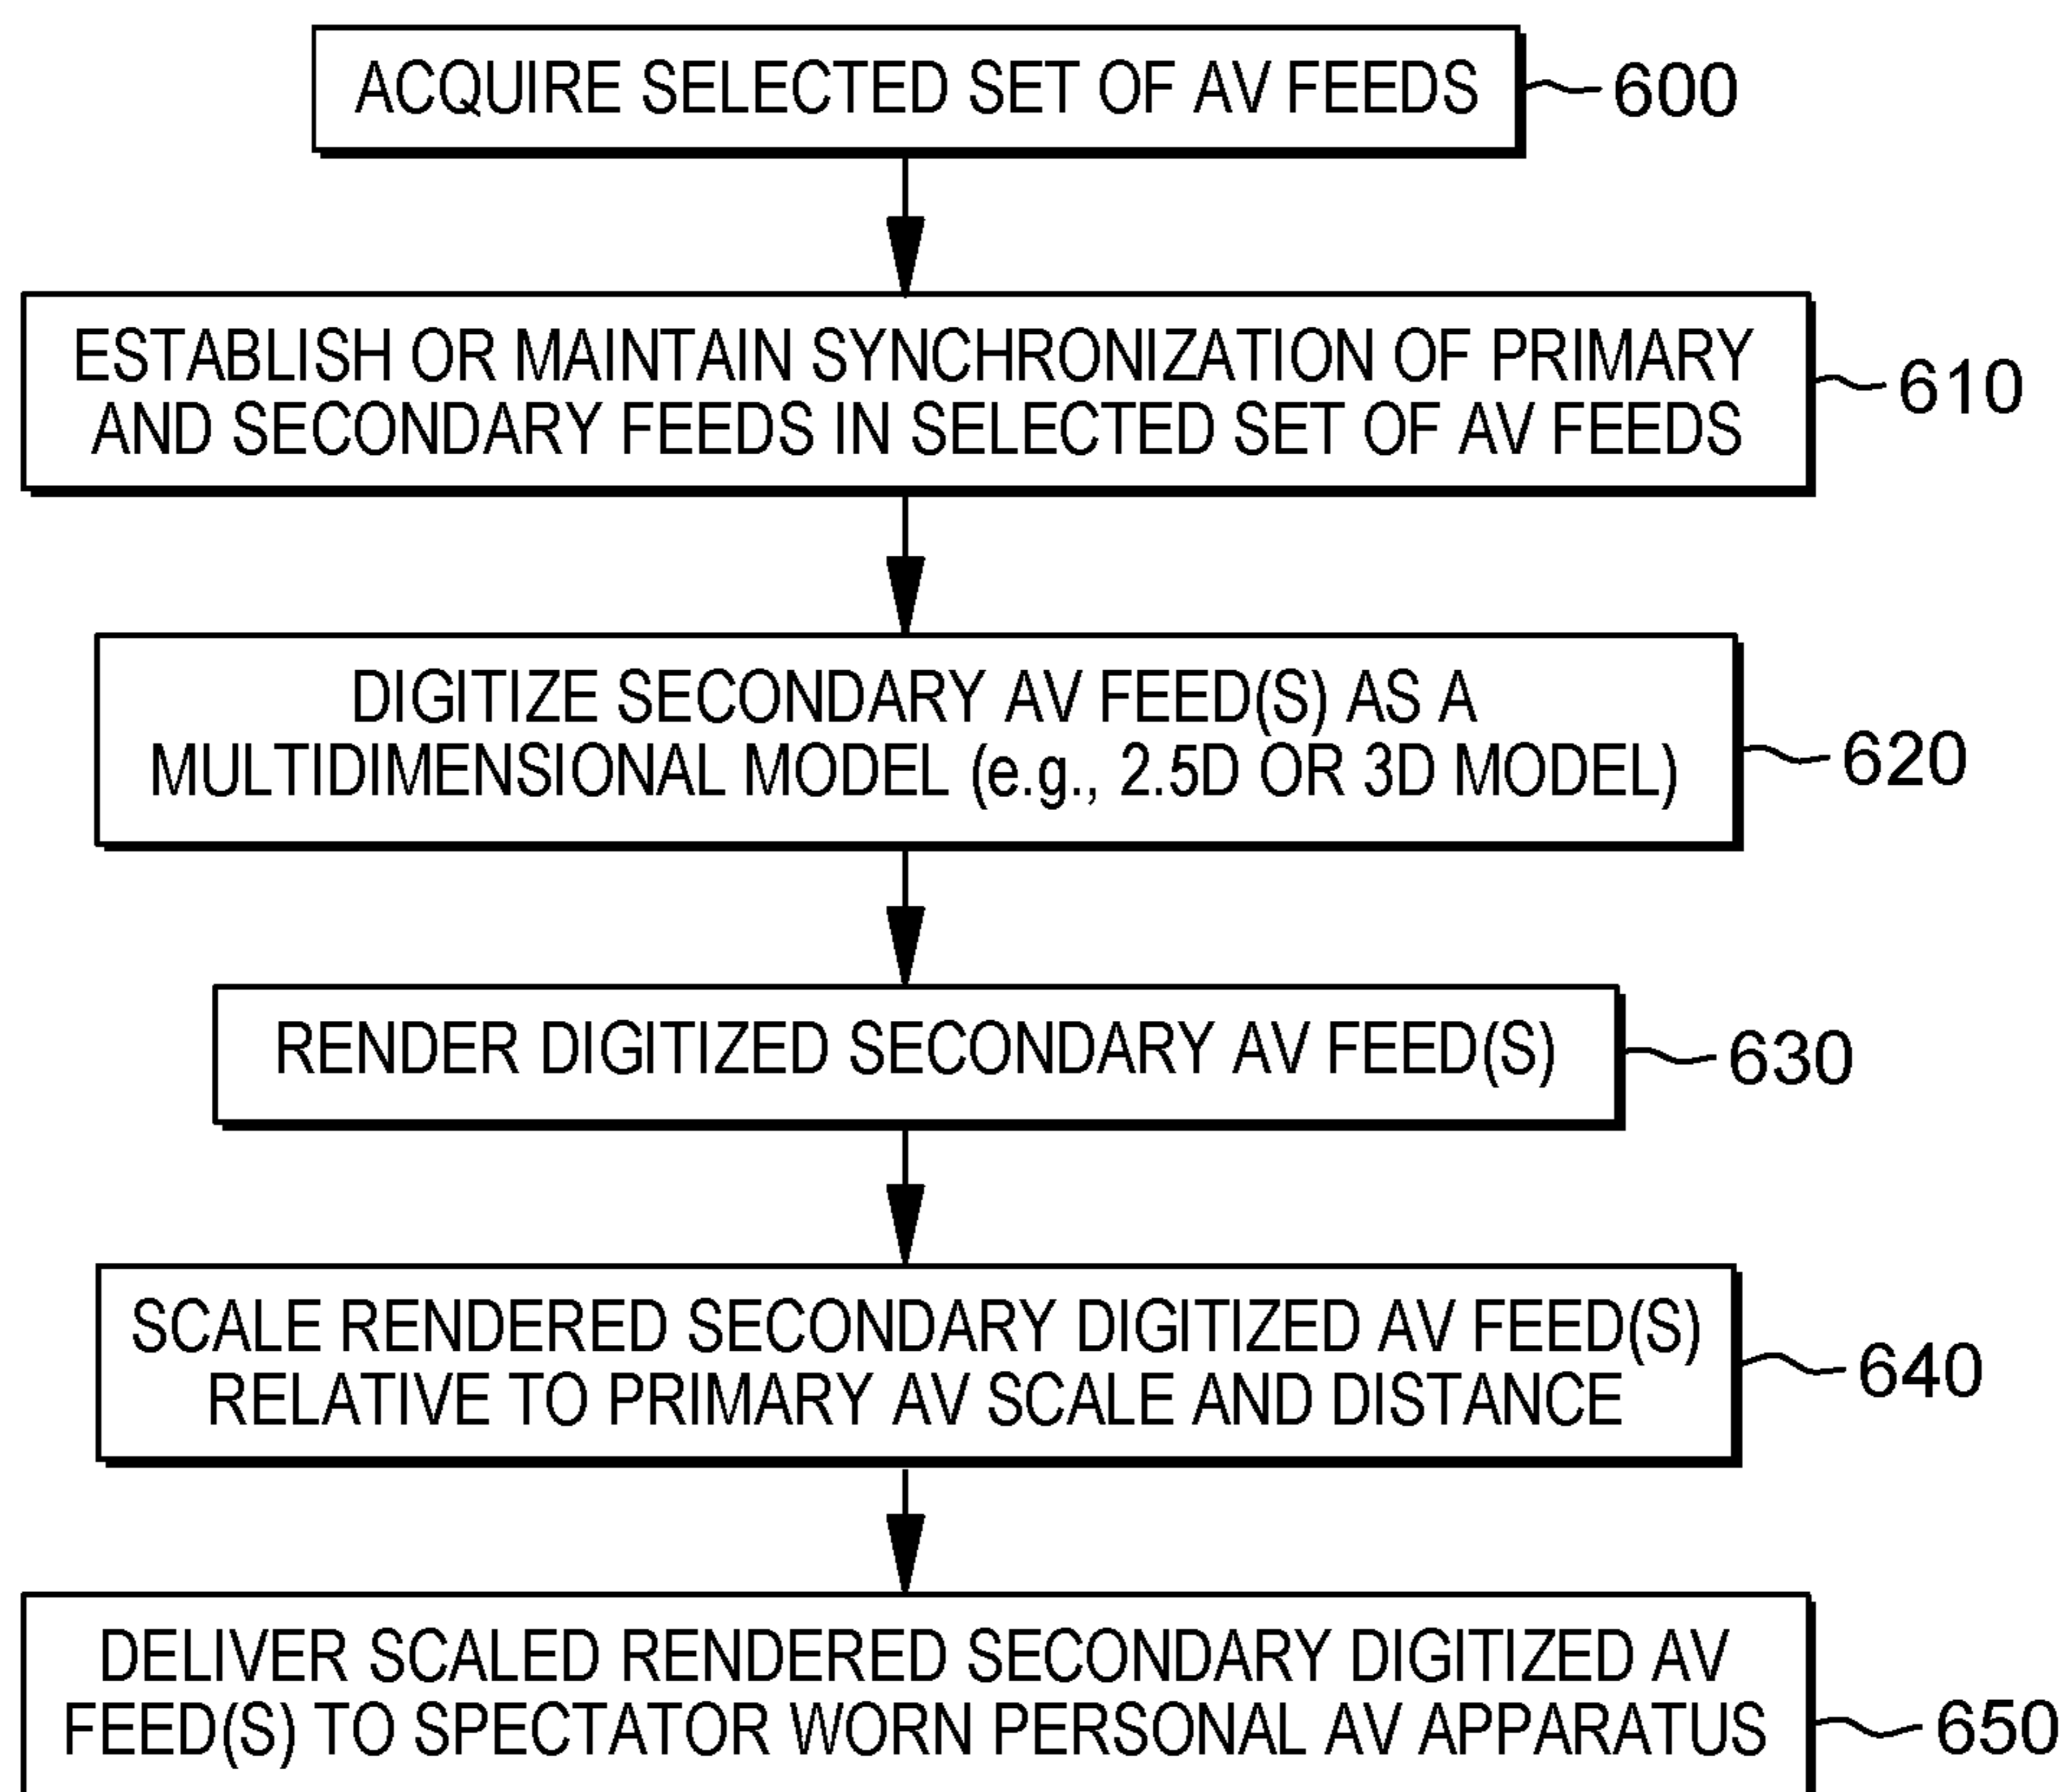 ACQUIRE SELECTED SET OF AV FEEDS
600
ESTABLISH OR MAINTAIN SYNCHRONIZATION OF PRIMARY
AND SECONDARY FEEDS IN SELECTED SET OF AV FEEDS
610
DIGITIZE SECONDARY AV FEED(S) AS A
MULTIDIMENSIONAL MODEL (e.g., 2.5D OR 3D MODEL)
620
RENDER DIGITIZED SECONDARY AV FEED(S)
630
SCALE RENDERED SECONDARY DIGITIZED AV FEED(S)
RELATIVE TO PRIMARY AV SCALE AND DISTANCE
640
DELIVER SCALED RENDERED SECONDARY DIGITIZED AV
FEED(S) TO SPECTATOR WORN PERSONAL AV APPARATUS
650